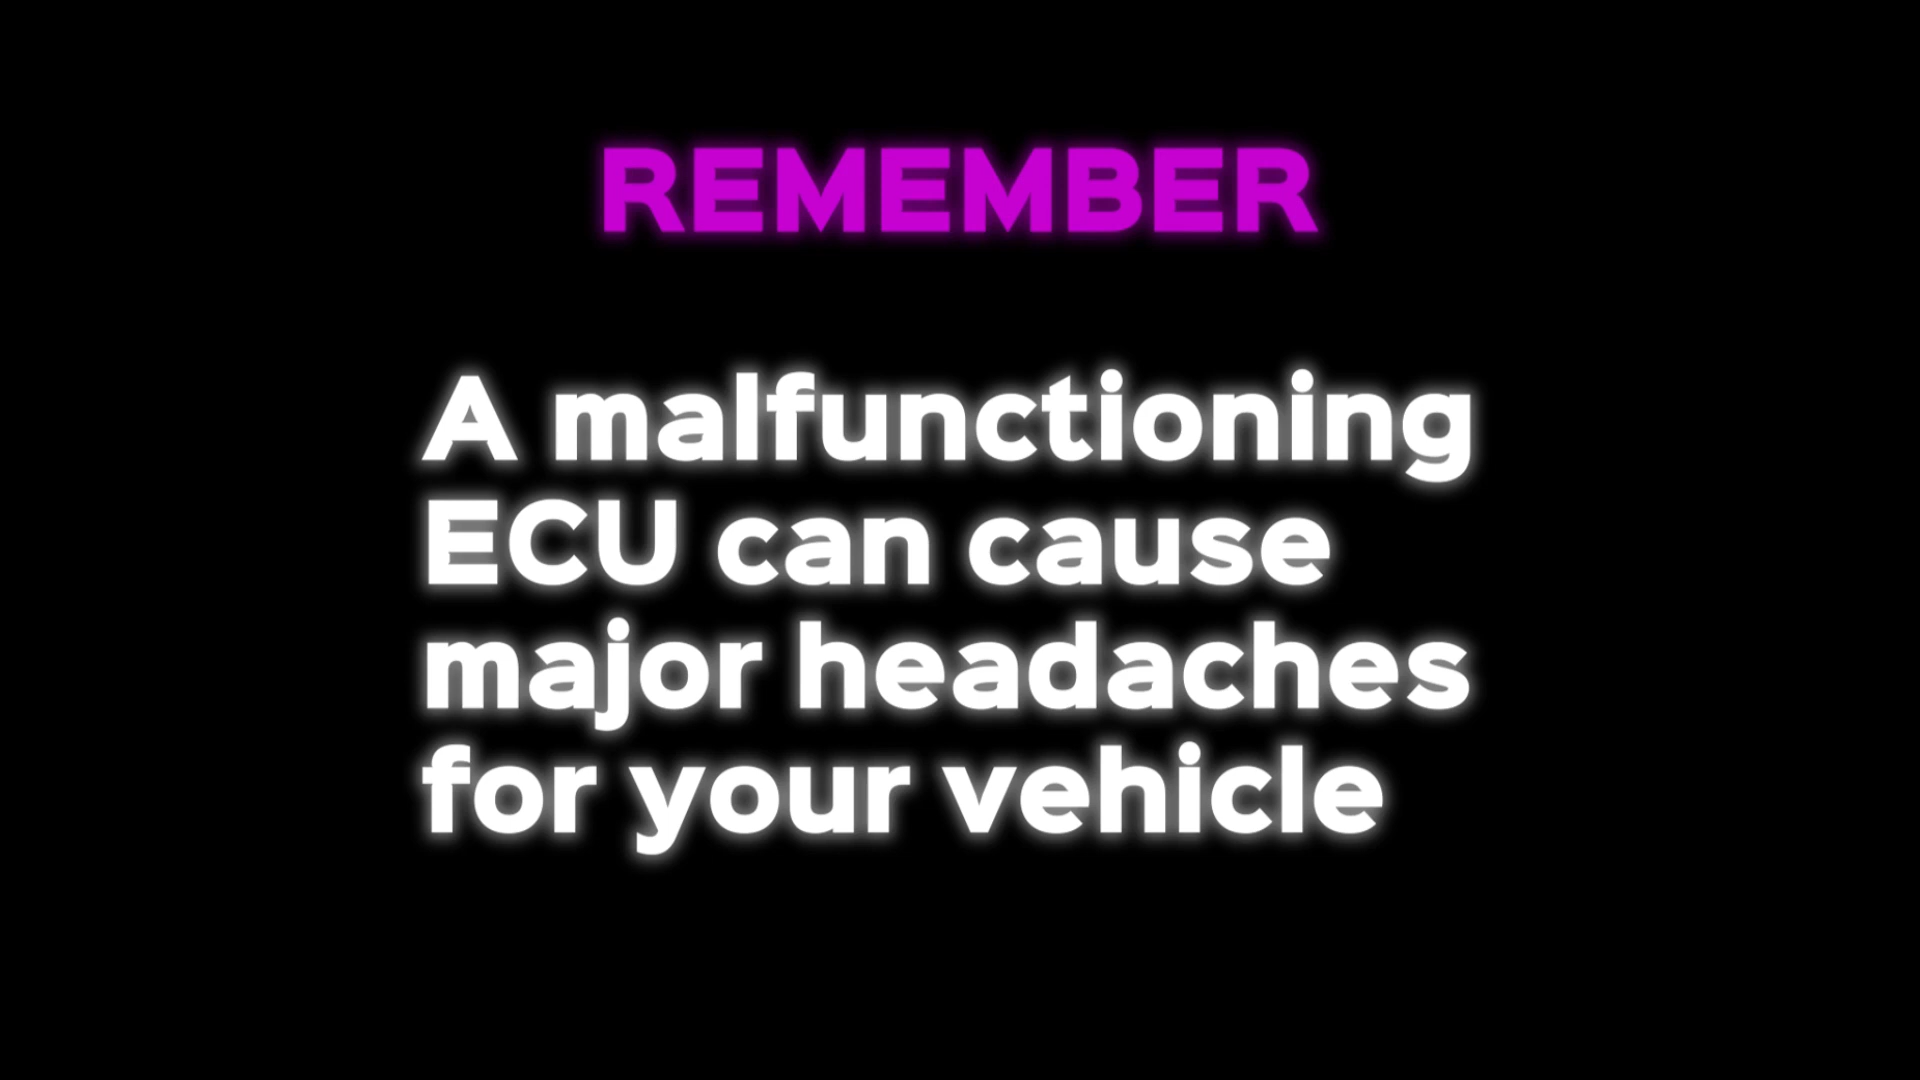 REMEMBER
A malfunctioning
ECU can cause
major headaches
for your vehicle